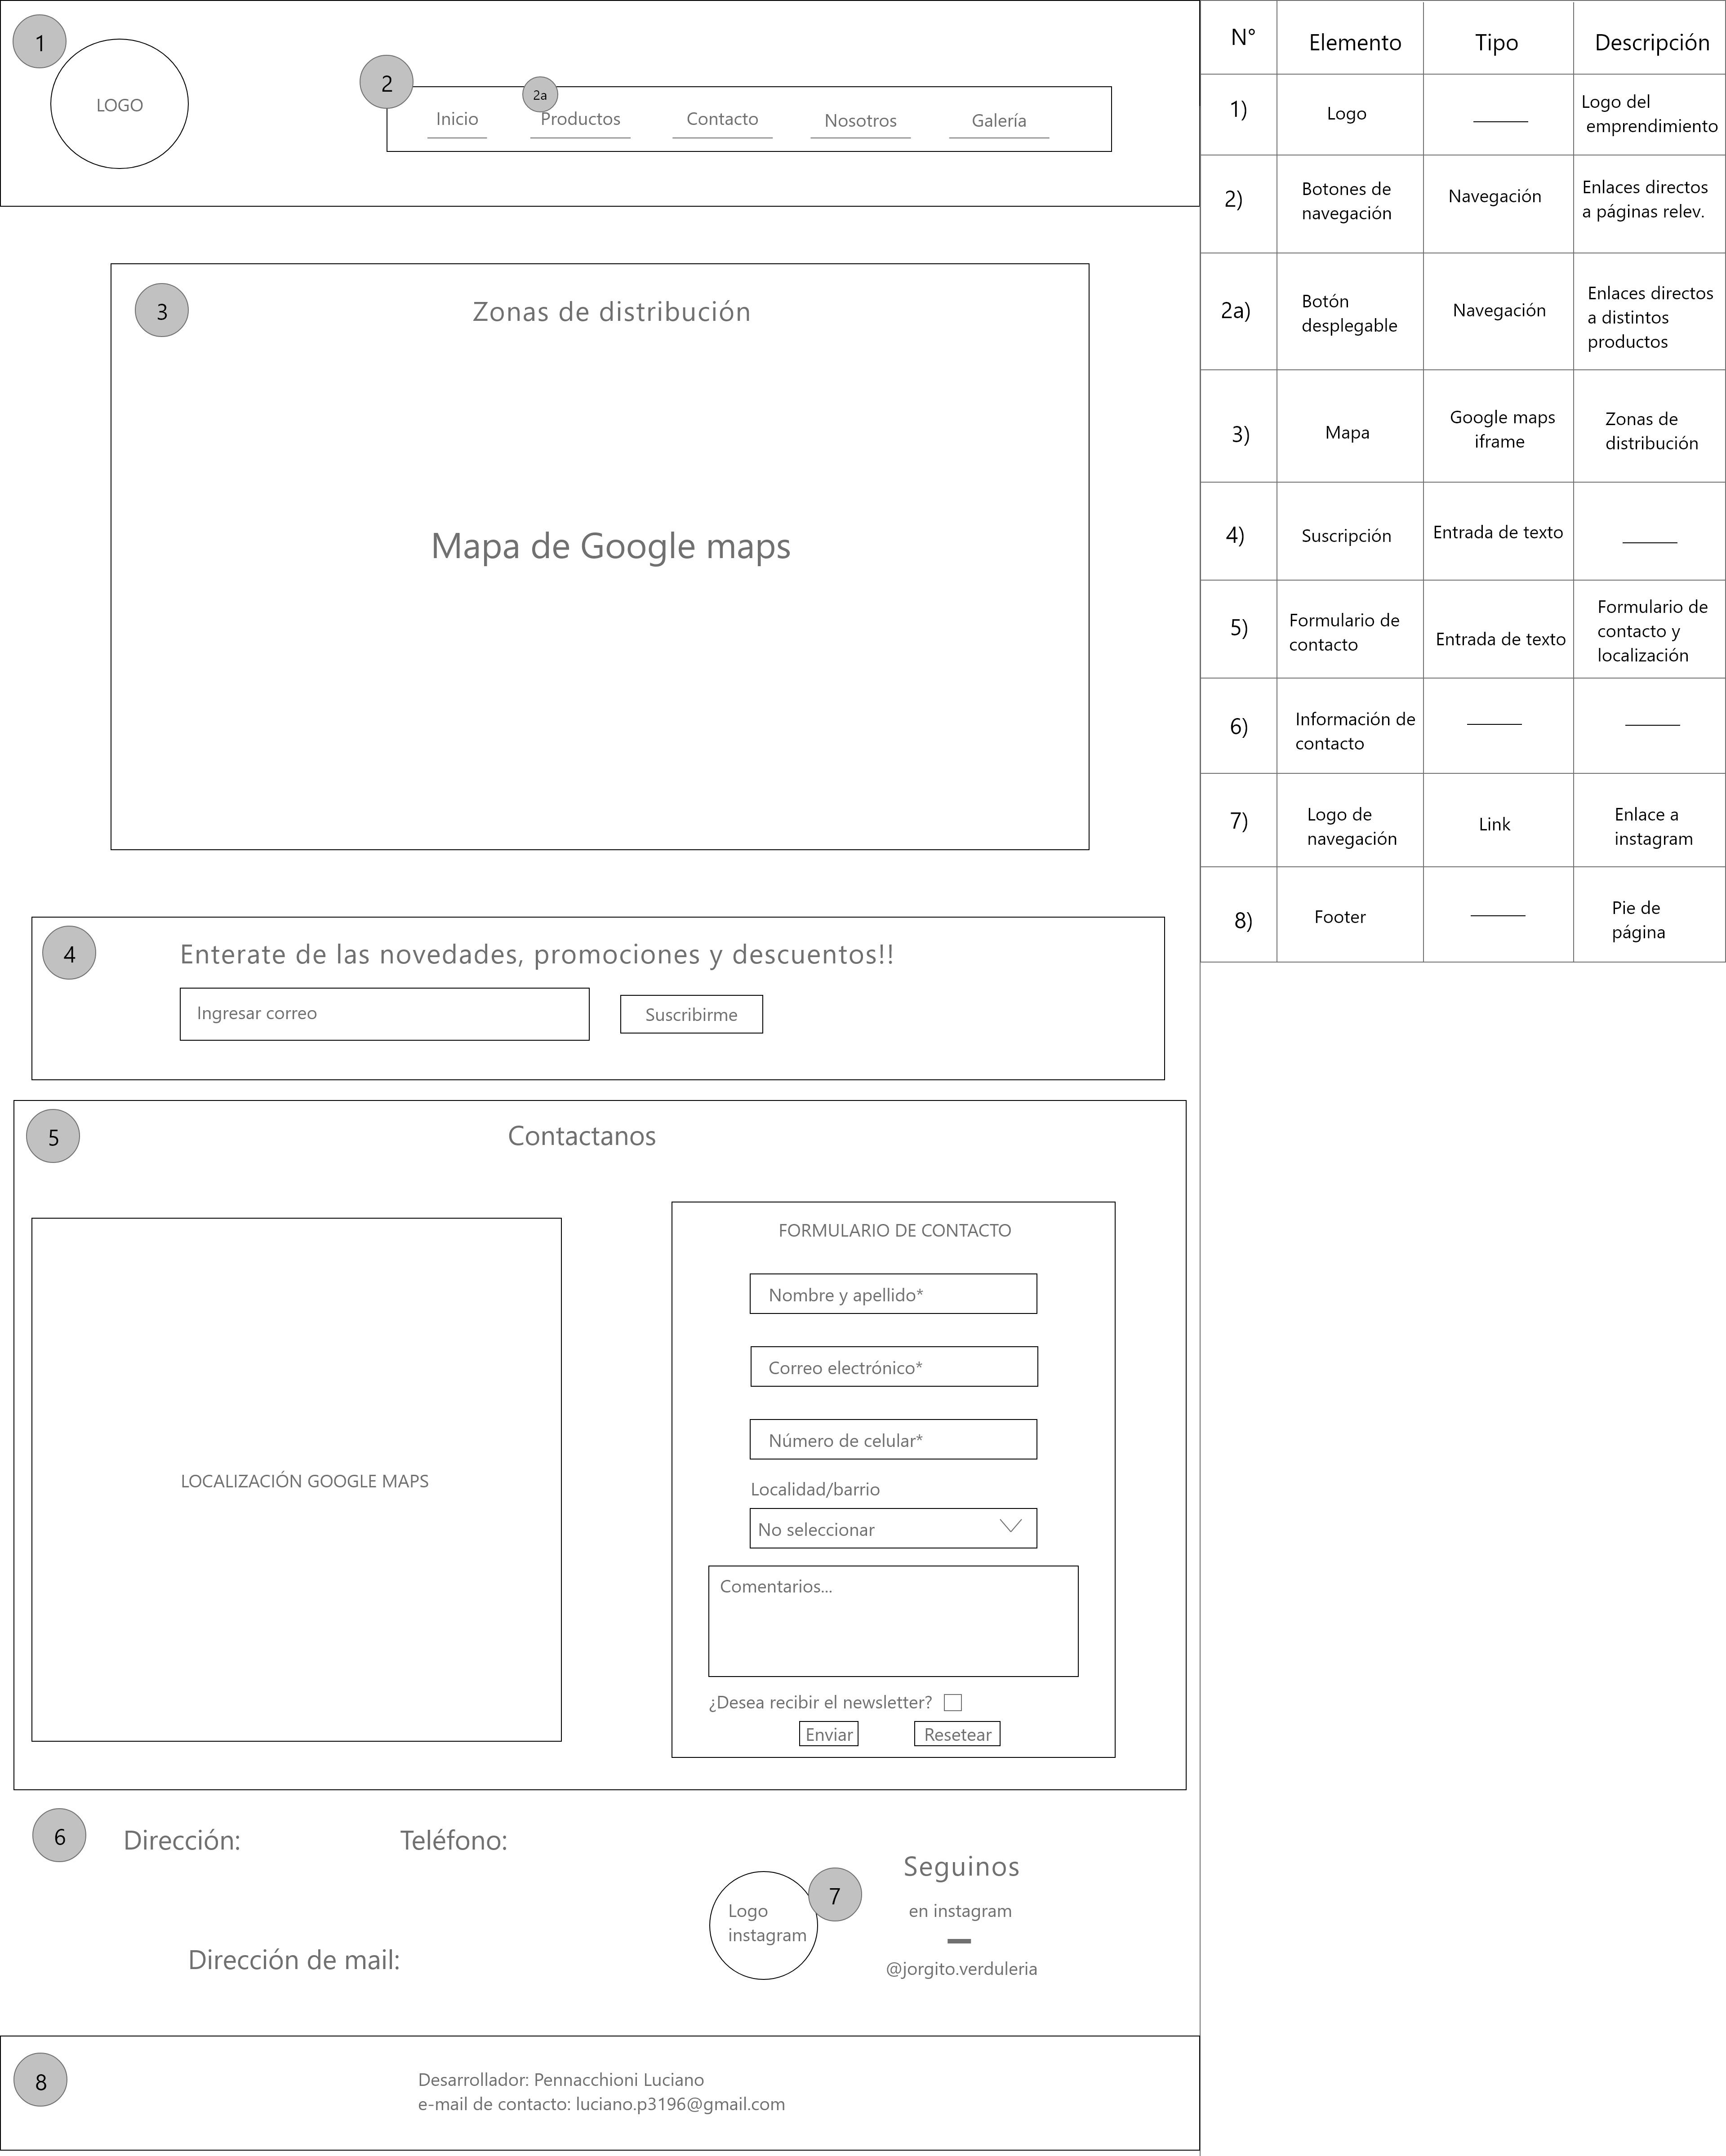 1
LOGO
2
2a
Inicio
Productos
Contacto
Nosotros
Galería
3
Zonas de distribución
Mapa de Google maps
4
Enterate de las novedades, promociones y descuentos!!
Ingresar correo
Suscribirme
5
Contactanos
LOCALIZACIÓN GOOGLE MAPS
FORMULARIO DE CONTACTO
Nombre y apellido*
Correo electrónico*
Número de celular*
Localidad/barrio
No seleccionar
Comentarios...
¿Desea recibir el newsletter?
Enviar
Resetear
6
Dirección:
Teléfono:
Dirección de mail:
Logo
instagram
7
Seguinos
en instagram
@jorgito.verduleria
8
Desarrollador: Pennacchioni Luciano
e-mail de contacto: luciano.p3196@gmail.com
N°
Elemento
Tipo
Descripción
1)
Logo
Logo del
emprendimiento
2)
Botones de
navegación
Navegación
Enlaces directos
a páginas relev.
2a)
Botón
desplegable
Navegación
Enlaces directos
a distintos
productos
3)
Mapa
Google maps
iframe
Zonas de
distribución
4)
Suscripción
Entrada de texto
5)
Formulario de
contacto
Entrada de texto
Formulario de
contacto y
localización
6)
Información de
contacto
7)
Logo de
navegación
Link
Enlace a
instagram
8)
Footer
Pie de
página